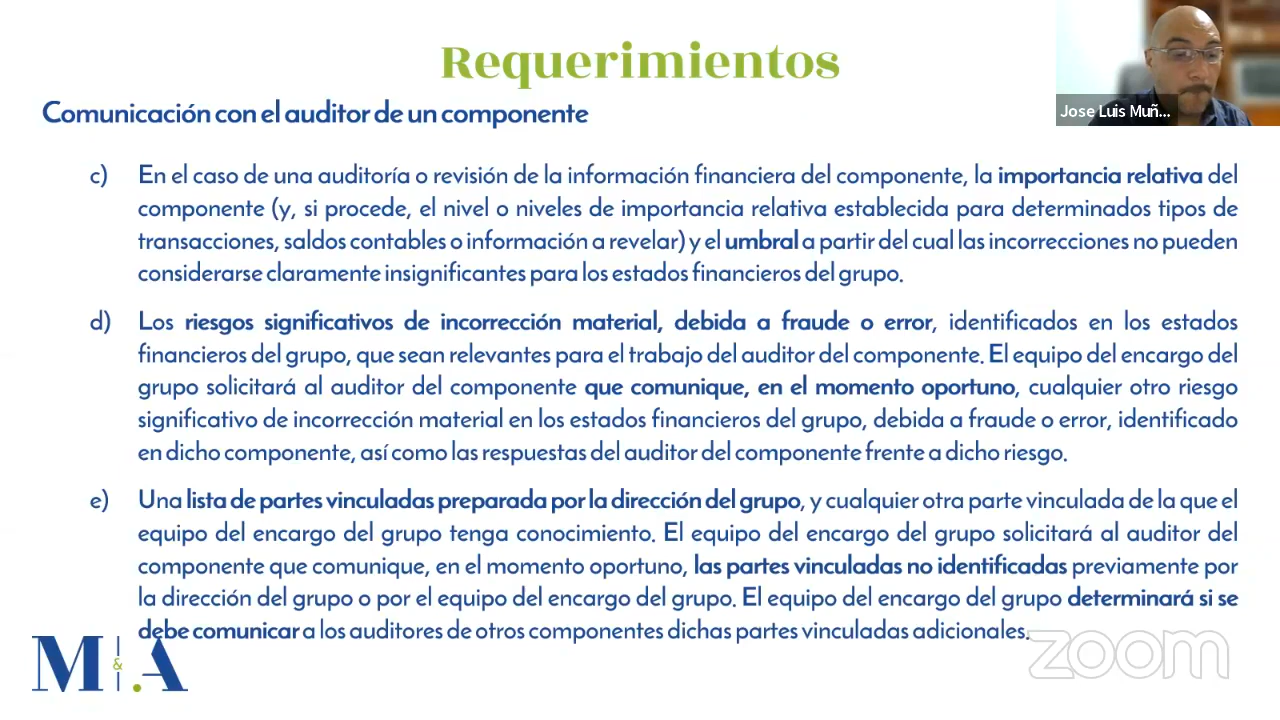 Requerimientos
Jose Luis Muñ...
Comunicación con el auditor de un componente
c) En el caso de una auditoría o revisión de la información financiera del componente, la importancia relativa del
componente (y, si procede, el nivel o niveles de importancia relativa establecida para determinados tipos de
transacciones, saldos contables o información a revelar) y el umbral a partir del cual las incorrecciones no pueden
considerarse claramente insignificantes para los estados financieros del grupo.
d) Los riesgos significativos de incorrección material, debida a fraude o error, identificados en los estados
financieros del grupo, que sean relevantes para el trabajo del auditor del componente. El equipo del encargo del
grupo solicitará al auditor del componente que comunique, en el momento oportuno, cualquier otro riesgo
significativo de incorrección material en los estados financieros del grupo, debida a fraude o error, identificado
en dicho componente, así como las respuestas del auditor del componente frente a dicho riesgo.
e) Una lista de partes vinculadas preparada por la dirección del grupo, y cualquier otra parte vinculada de la que el
equipo del encargo del grupo tenga conocimiento. El equipo del encargo del grupo solicitará al auditor del
componente que comunique, en el momento oportuno, las partes vinculadas no identificadas previamente por
la dirección del grupo o por el equipo del encargo del grupo. El equipo del encargo del grupo determinará si se
debe comunicar a los auditores de otros componentes dichas partes vinculadas adicionales.
M&A
zoom